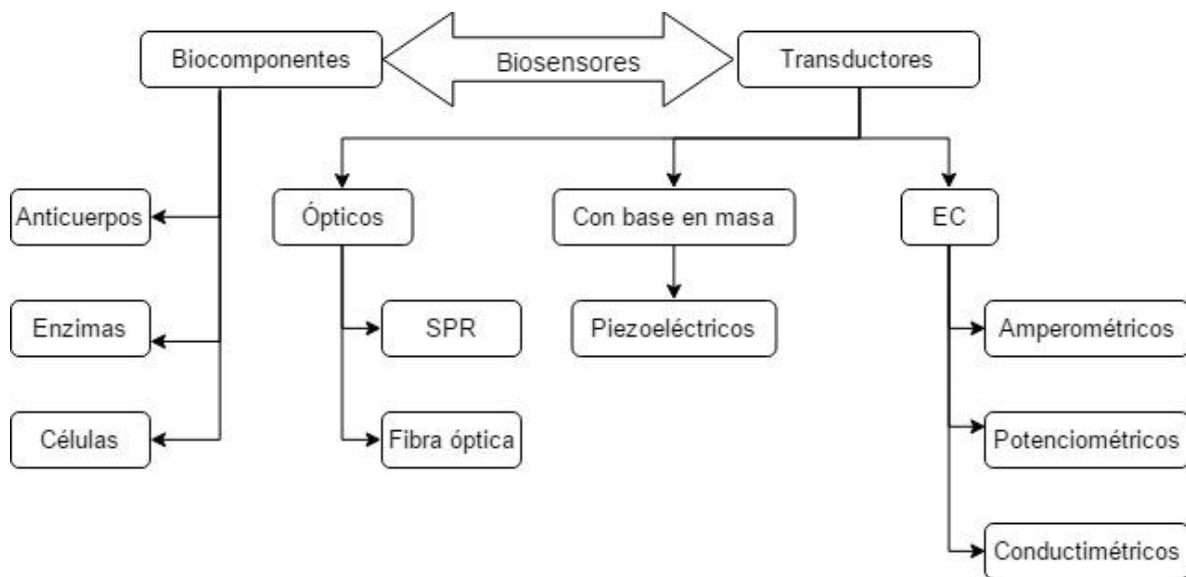 Biocomponentes
Biosensores
Transductores
Anticuerpos
Ópticos
Con base en masa
EC
Enzimas
SPR
Piezoeléctricos
Amperométricos
Células
Fibra óptica
Potenciométricos
Conductimétricos